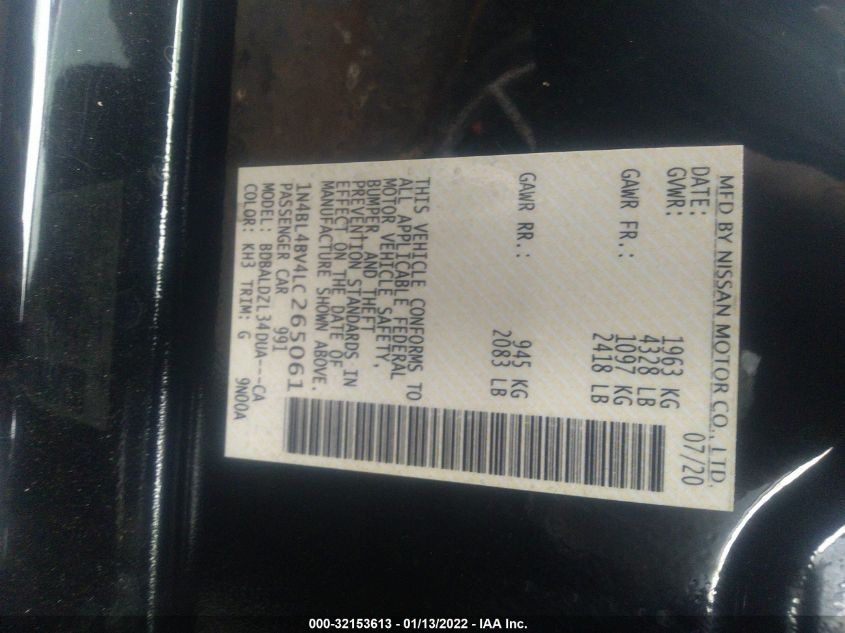 MFD BY NISSAN MOTOR CO., LTD.
DATE: 07/20
GVWR: 1963 KG
4328 LB
GAWR FR.: 1097 KG
2418 LB
GAWR RR.: 945 KG
2083 LB
THIS VEHICLE CONFORMS TO
ALL APPLICABLE FEDERAL
MOTOR VEHICLE SAFETY,
BUMPER, AND THEFT
PREVENTION STANDARDS IN
EFFECT ON THE DATE OF
MANUFACTURE SHOWN ABOVE.
1N4BL4BV4LC265061
PASSENGER CAR 991
MODEL: BDBALDZL34DUA---CA
COLOR: KH3 TRIM: G 9N00A
000-32153613 - 01/13/2022 - IAA Inc.